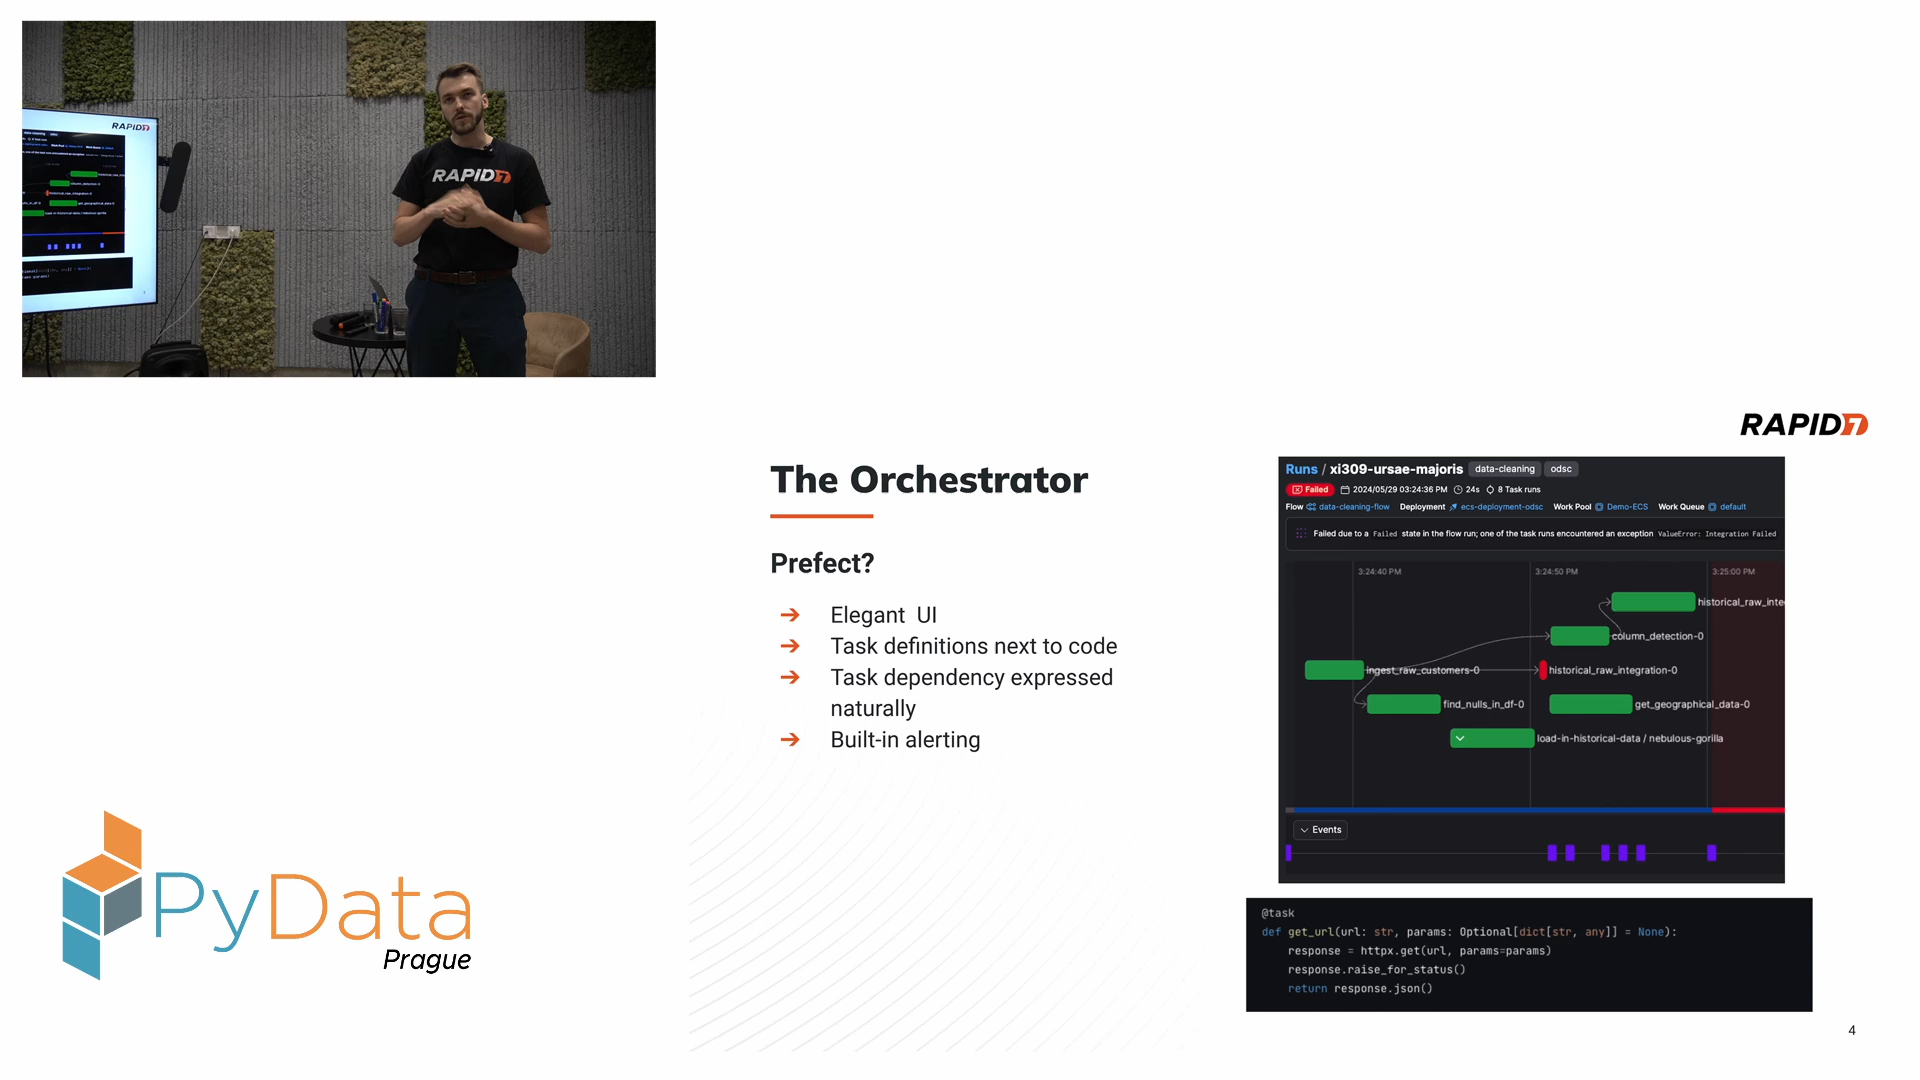 RAPID7
RAPID7
RAPID7
The Orchestrator
Prefect?
➔ Elegant UI
➔ Task definitions next to code
➔ Task dependency expressed
naturally
➔ Built-in alerting
Runs / xi309-ursae-majoris data-cleaning odsc
Failed 2024/05/29 03:24:36 PM 24s 8 Task runs
Flow data-cleaning-flow Deployment ecs-deployment-odsc Work Pool Demo-ECS Work Queue default
Failed due to a Failed state in the flow run; one of the task runs encountered an exception ValueError: Integration Failed
3:24:40 PM 3:24:50 PM 3:25:00 PM
historical_raw_inte
column_detection-0
ingest_raw_customers-0 historical_raw_integration-0
find_nulls_in_df-0 get_geographical_data-0
load-in-historical-data / nebulous-gorilla
Events
@task
def get_url(url: str, params: Optional[dict[str, any]] = None):
response = httpx.get(url, params=params)
response.raise_for_status()
return response.json()
PyData
Prague
4